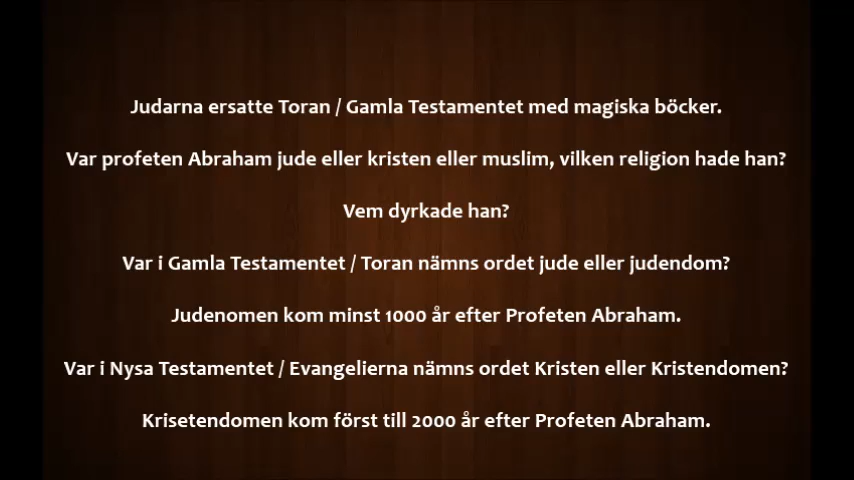 Judarna ersatte Toran / Gamla Testamentet med magiska böcker.
Var profeten Abraham jude eller kristen eller muslim, vilken religion hade han?
Vem dyrkade han?
Var i Gamla Testamentet / Toran nämns ordet jude eller judendom?
Judenomen kom minst 1000 år efter Profeten Abraham.
Var i Nysa Testamentet / Evangelierna nämns ordet Kristen eller Kristendomen?
Krisetendomen kom först till 2000 år efter Profeten Abraham.